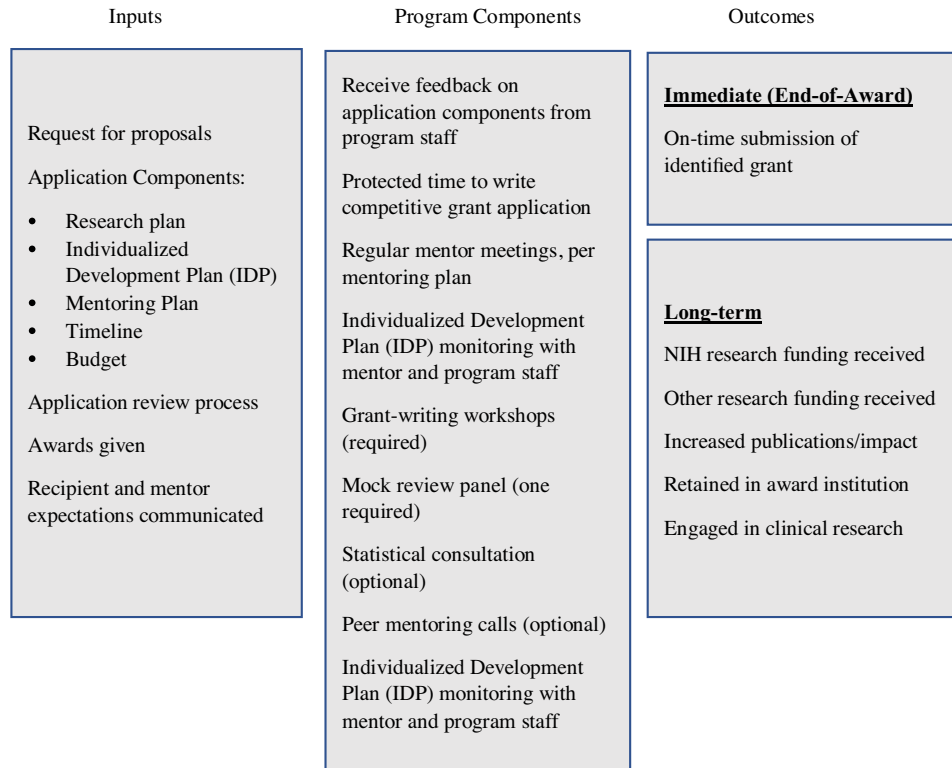 Inputs
Program Components
Outcomes
Request for proposals
Application Components:
• Research plan
• Individualized
Development Plan (IDP)
• Mentoring Plan
• Timeline
• Budget
Application review process
Awards given
Recipient and mentor
expectations communicated
Receive feedback on
application components from
program staff
Protected time to write
competitive grant application
Regular mentor meetings, per
mentoring plan
Individualized Development
Plan (IDP) monitoring with
mentor and program staff
Grant-writing workshops
(required)
Mock review panel (one
required)
Statistical consultation
(optional)
Peer mentoring calls (optional)
Individualized Development
Plan (IDP) monitoring with
mentor and program staff
Immediate (End-of-Award)
On-time submission of
identified grant
Long-term
NIH research funding received
Other research funding received
Increased publications/impact
Retained in award institution
Engaged in clinical research